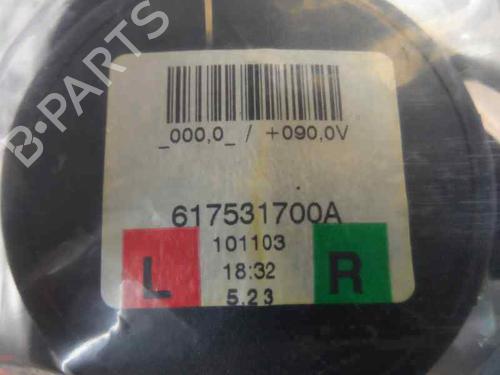 B-PARTS
_000,0_ / +090,0V
617531700A
L 101103 R
18:32
5.23